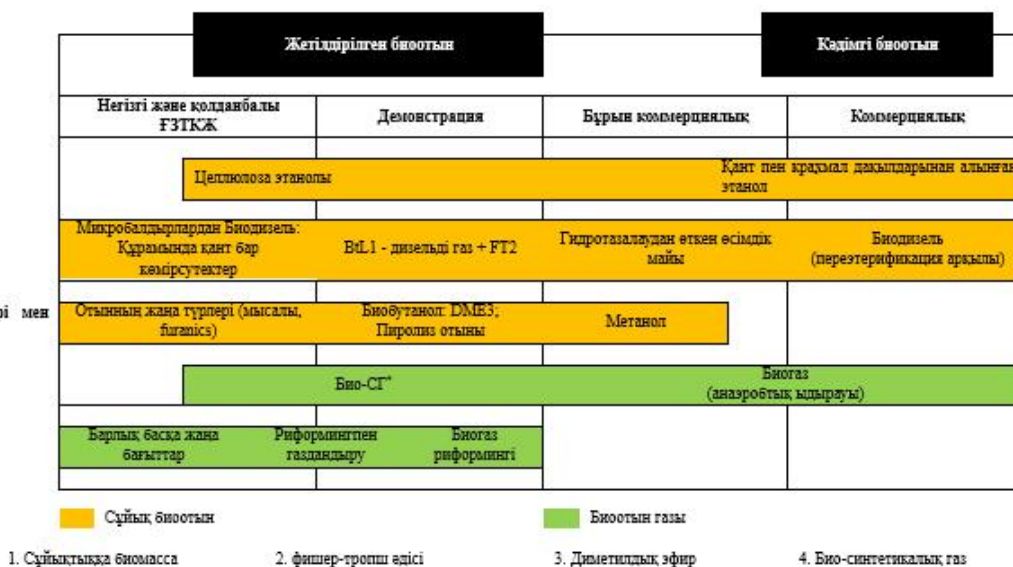 Жетілдірілген биоотын
Кәдімгі биоотын
Негізгі және қолданбалы
ҒЗТКЖ
Демонстрация
Бұрын коммерциялық
Коммерциялық
Целлюлоза этанолы
Қант пен крахмал дақылдарынан алынған
этанол
Микробалдырлардан Биодизель:
Құрамында қант бар
көмірсутектер
BtL1 - дизельді газ + FT2
Гидротазалаудан өткен өсімдік
майы
Биодизель
(переэтерификация арқылы)
мен
Отынның жаңа түрлері (мысалы,
furanics)
Биобутанол: DME3;
Пиролиз отыны
Метанол
Био-СГ*
Биогаз
(анаэробтық ыдырауы)
Барлық басқа жаңа
бағыттар
Риформингпен
газдандыру
Биогаз
риформингі
Сұйық биоотын
Биоотын газы
1. Сұйықтыққа биомасса
2. фишер-тропш әдісі
3. Диметилдық эфир
4. Био-синтетикалық газ